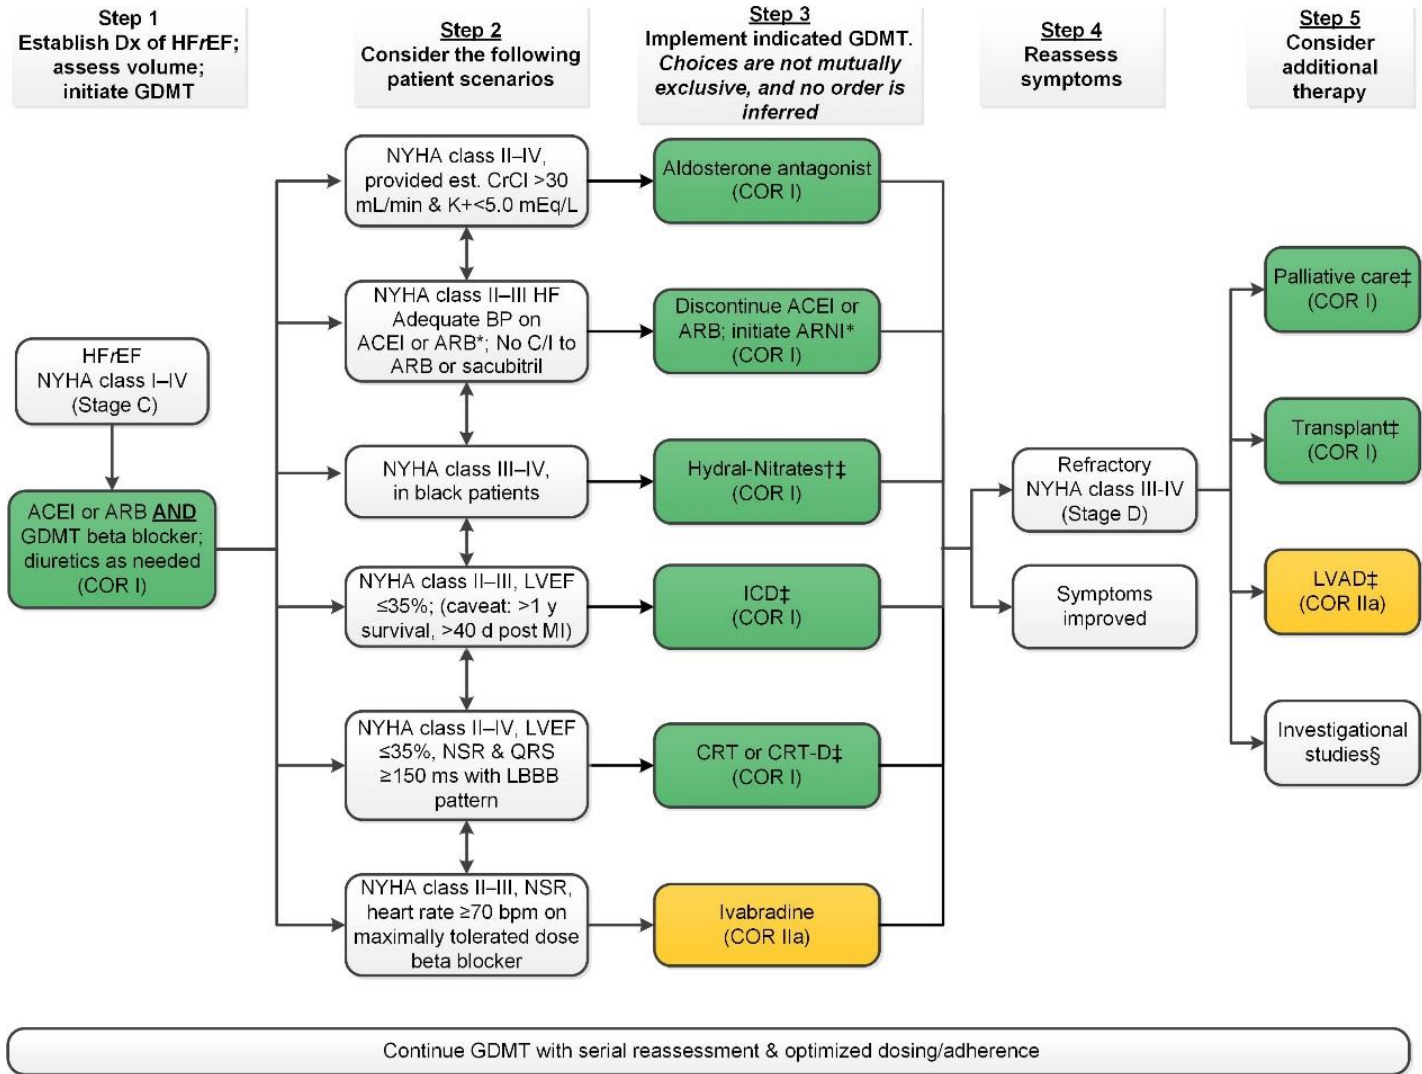 Step 1
Establish Dx of HFrEF;
assess volume;
initiate GDMT
Step 2
Consider the following
patient scenarios
Step 3
Implement indicated GDMT.
Choices are not mutually
exclusive, and no order is
inferred
Step 4
Reassess
symptoms
Step 5
Consider
additional
therapy
HFrEF
NYHA class I–IV
(Stage C)
ACEI or ARB AND
GDMT beta blocker;
diuretics as needed
(COR I)
NYHA class II–IV,
provided est. CrCl >30
mL/min & K+<5.0 mEq/L
NYHA class II–III HF
Adequate BP on
ACEI or ARB*; No C/I to
ARB or sacubitril
NYHA class III–IV,
in black patients
NYHA class II–III, LVEF
≤35%; (caveat: >1 y
survival, >40 d post MI)
NYHA class II–IV, LVEF
≤35%, NSR & QRS
≥150 ms with LBBB
pattern
NYHA class II–III, NSR,
heart rate ≥70 bpm on
maximally tolerated dose
beta blocker
Aldosterone antagonist
(COR I)
Discontinue ACEI or
ARB; initiate ARNI*
(COR I)
Hydral-Nitrates†‡
(COR I)
ICD‡
(COR I)
CRT or CRT-D‡
(COR I)
Ivabradine
(COR IIa)
Refractory
NYHA class III-IV
(Stage D)
Symptoms
improved
Palliative care‡
(COR I)
Transplant‡
(COR I)
LVAD‡
(COR IIa)
Investigational
studies§
Continue GDMT with serial reassessment & optimized dosing/adherence